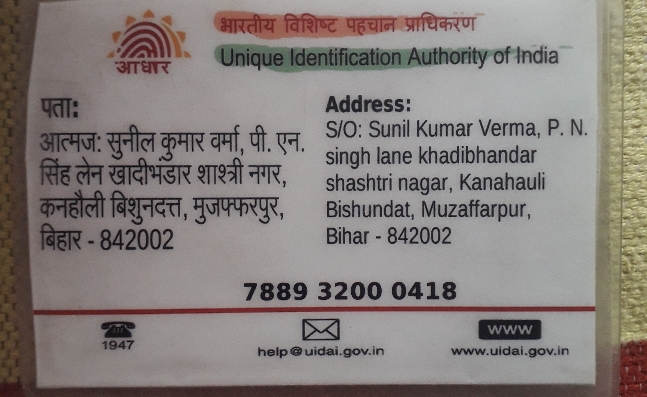 आधार
भारतीय विशिष्ट पहचान प्राधिकरण
Unique Identification Authority of India
पता:
आत्मज: सुनील कुमार वर्मा, पी. एन.
सिंह लेन खादीभंडार शाश्त्री नगर,
कनहौली बिशुनदत्त, मुजफ्फरपुर,
बिहार - 842002
Address:
S/O: Sunil Kumar Verma, P. N.
singh lane khadibhandar
shashtri nagar, Kanahauli
Bishundat, Muzaffarpur,
Bihar - 842002
7889 3200 0418
1947
help@uidai.gov.in
www
www.uidai.gov.in